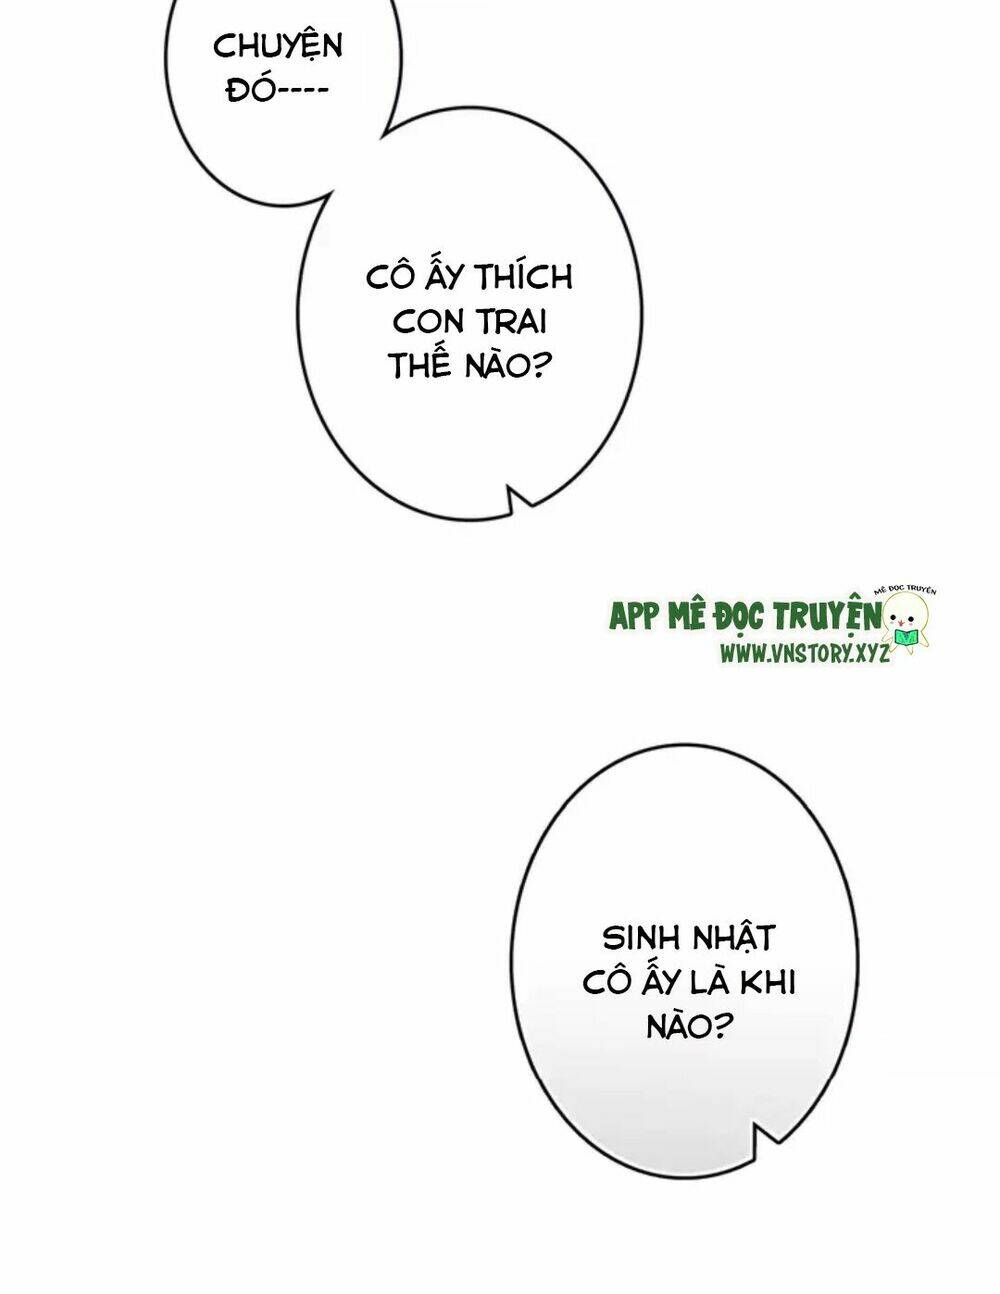 CHUYỆN
ĐÓ----
CÔ ẤY THÍCH
CON TRAI
THẾ NÀO?
MÊ ĐỌC TRUYỆN
APP MÊ ĐỌC TRUYỆN
WWW.VNSTORY.XYZ
SINH NHẬT
CÔ ẤY LÀ KHI
NÀO?